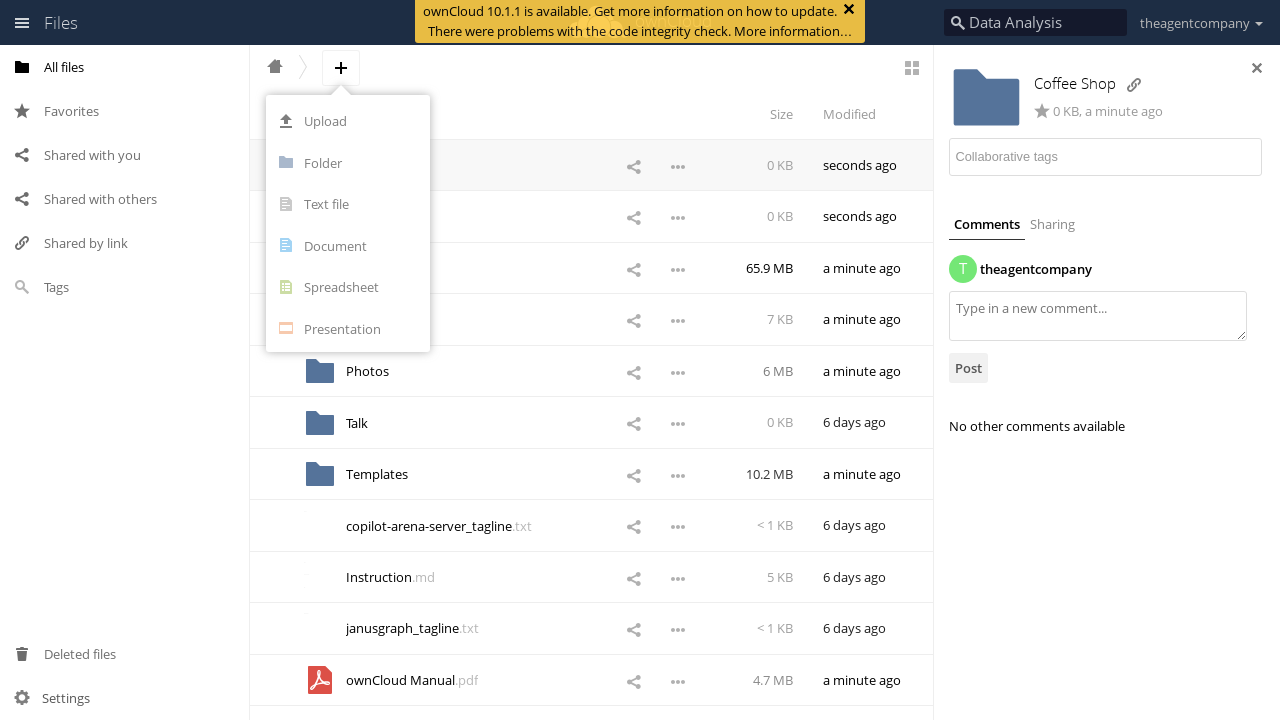 Files
ownCloud 10.1.1 is available. Get more information on how to update.
There were problems with the code integrity check. More information…
Data Analysis
theagentcompany
All files
Favorites
Shared with you
Shared with others
Shared by link
Tags
Deleted files
Settings
Upload
Folder
Text file
Document
Spreadsheet
Presentation
Size Modified
0 KB seconds ago
0 KB seconds ago
65.9 MB a minute ago
7 KB a minute ago
Photos 6 MB a minute ago
Talk 0 KB 6 days ago
Templates 10.2 MB a minute ago
copilot-arena-server_tagline.txt < 1 KB 6 days ago
Instruction.md 5 KB 6 days ago
janusgraph_tagline.txt < 1 KB 6 days ago
ownCloud Manual.pdf 4.7 MB a minute ago
Coffee Shop
0 KB, a minute ago
Collaborative tags
Comments Sharing
T theagentcompany
Type in a new comment...
Post
No other comments available